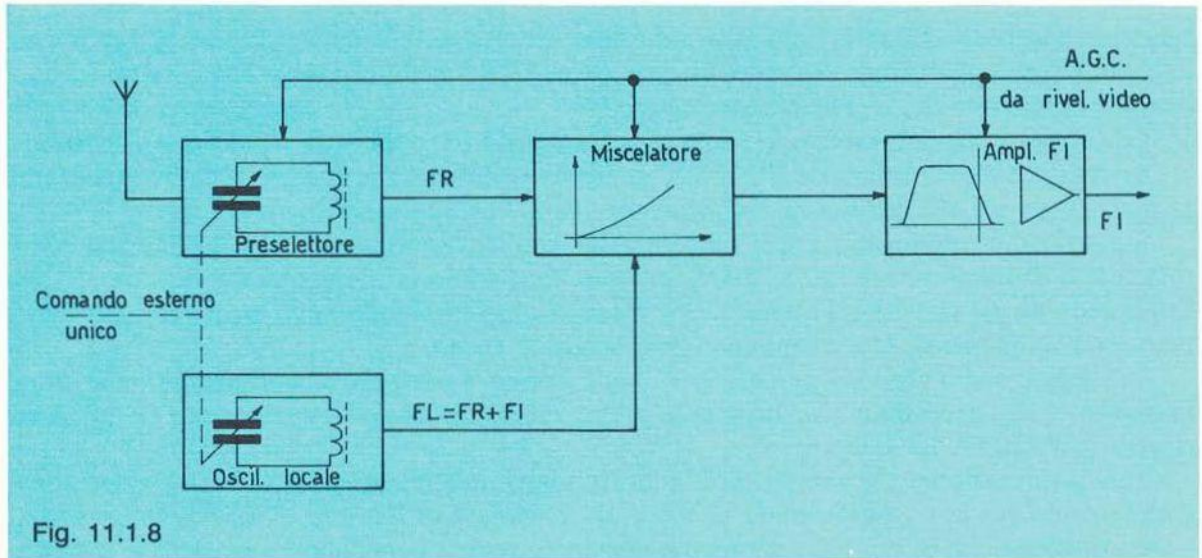 A.G.C.
da rivel. video
Miscelatore
Ampl. FI
FR
FI
Preselettore
Comando esterno
unico
FL=FR+FI
Oscil. locale
Fig. 11.1.8